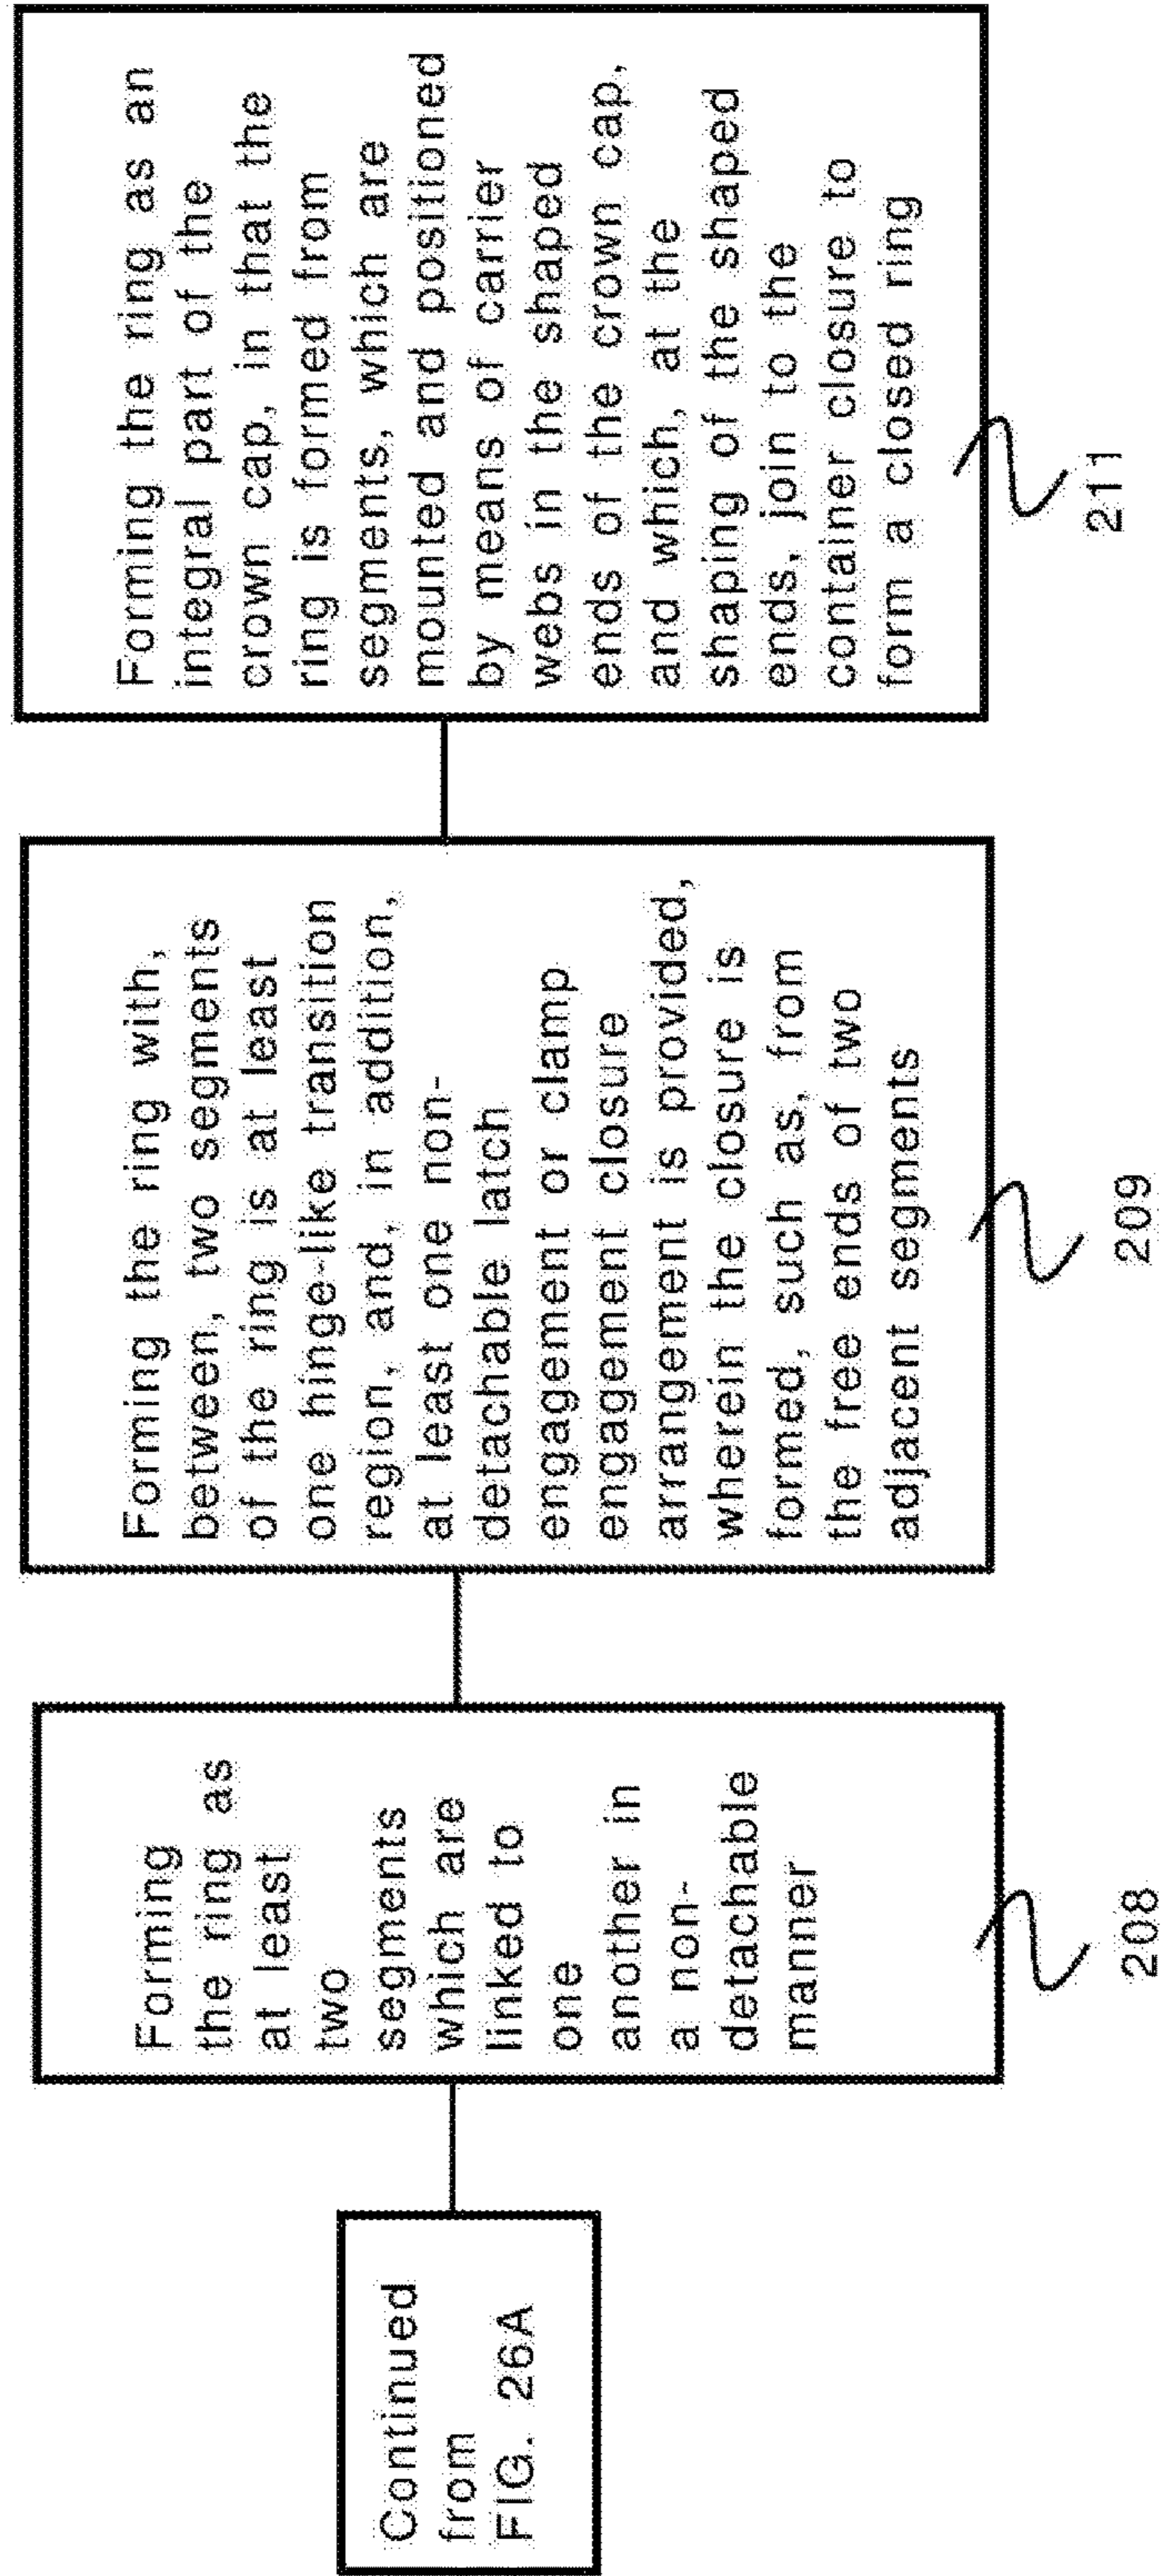 Continued
from
FIG. 26A
Forming
the ring as
at least
two
segments
which are
linked to
one
another in
a non-
detachable
manner
208
Forming the ring with,
between, two segments
of the ring is at least
one hinge-like transition
region, and, in addition,
at least one non-
detachable latch
engagement or clamp
engagement closure
arrangement is provided,
wherein the closure is
formed, such as, from
the free ends of two
adjacent segments
209
Forming the ring as an
integral part of the
crown cap, in that the
ring is formed from
segments, which are
mounted and positioned
by means of carrier
webs in the shaped
ends of the crown cap,
and which, at the
shaping of the shaped
ends, join to the
container closure to
form a closed ring
211